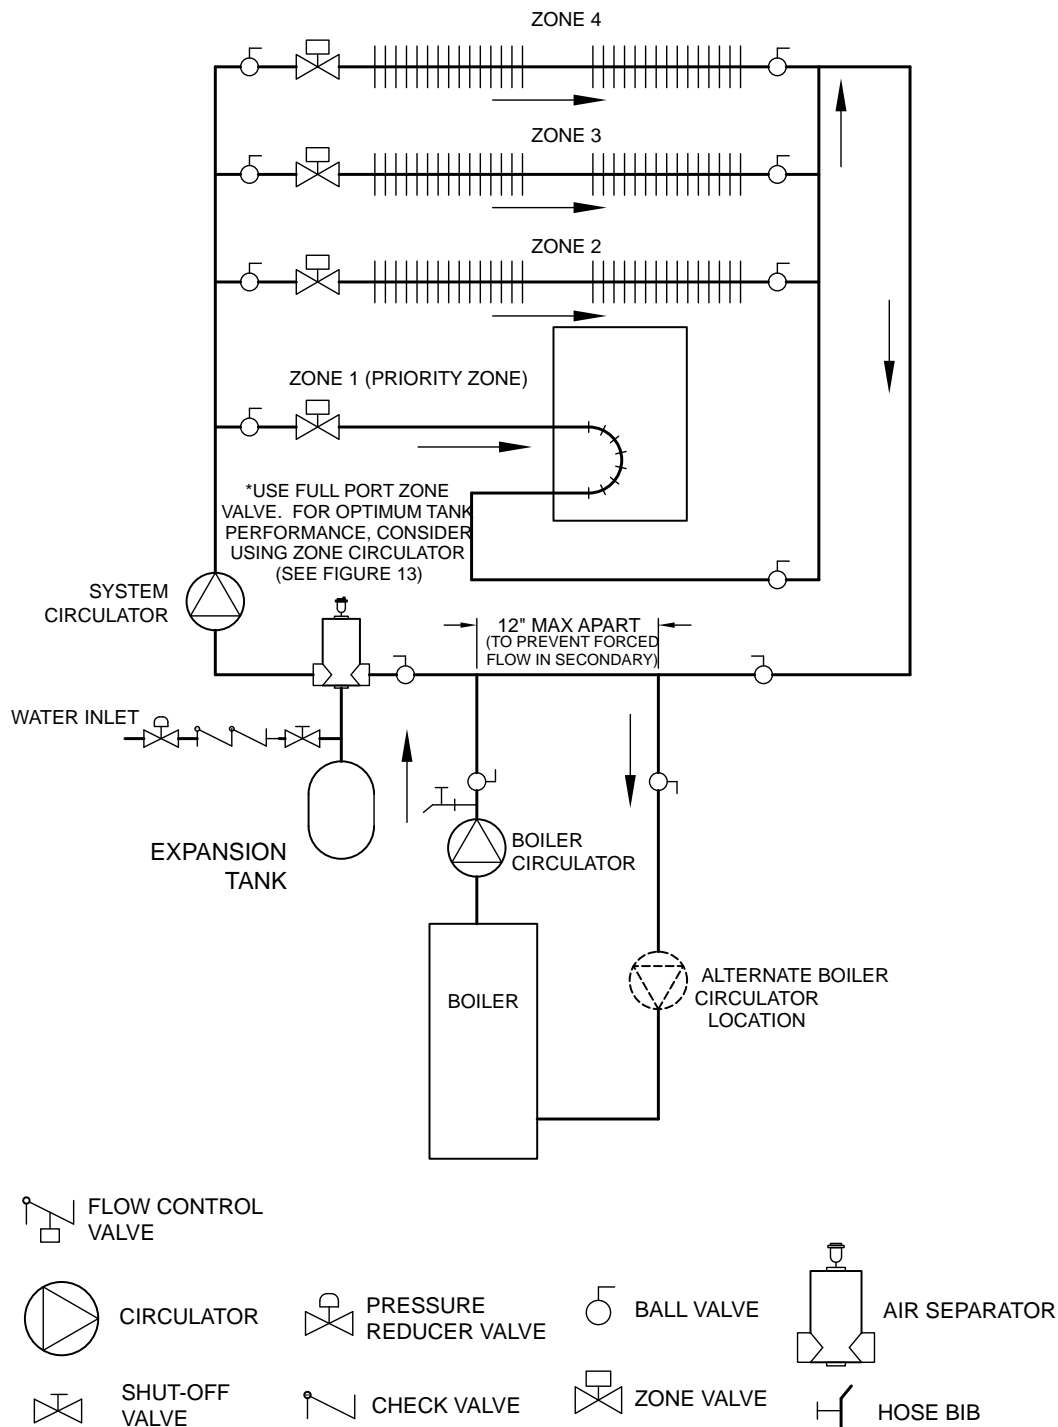 ZONE 4
ZONE 3
ZONE 2
ZONE 1 (PRIORITY ZONE)
*USE FULL PORT ZONE
VALVE. FOR OPTIMUM TANK
PERFORMANCE, CONSIDER
USING ZONE CIRCULATOR
(SEE FIGURE 13)
SYSTEM
CIRCULATOR
12" MAX APART
(TO PREVENT FORCED
FLOW IN SECONDARY)
WATER INLET
EXPANSION
TANK
BOILER
CIRCULATOR
BOILER
ALTERNATE BOILER
CIRCULATOR
LOCATION
FLOW CONTROL
VALVE
CIRCULATOR
PRESSURE
REDUCER VALVE
BALL VALVE
AIR SEPARATOR
SHUT-OFF
VALVE
CHECK VALVE
ZONE VALVE
HOSE BIB